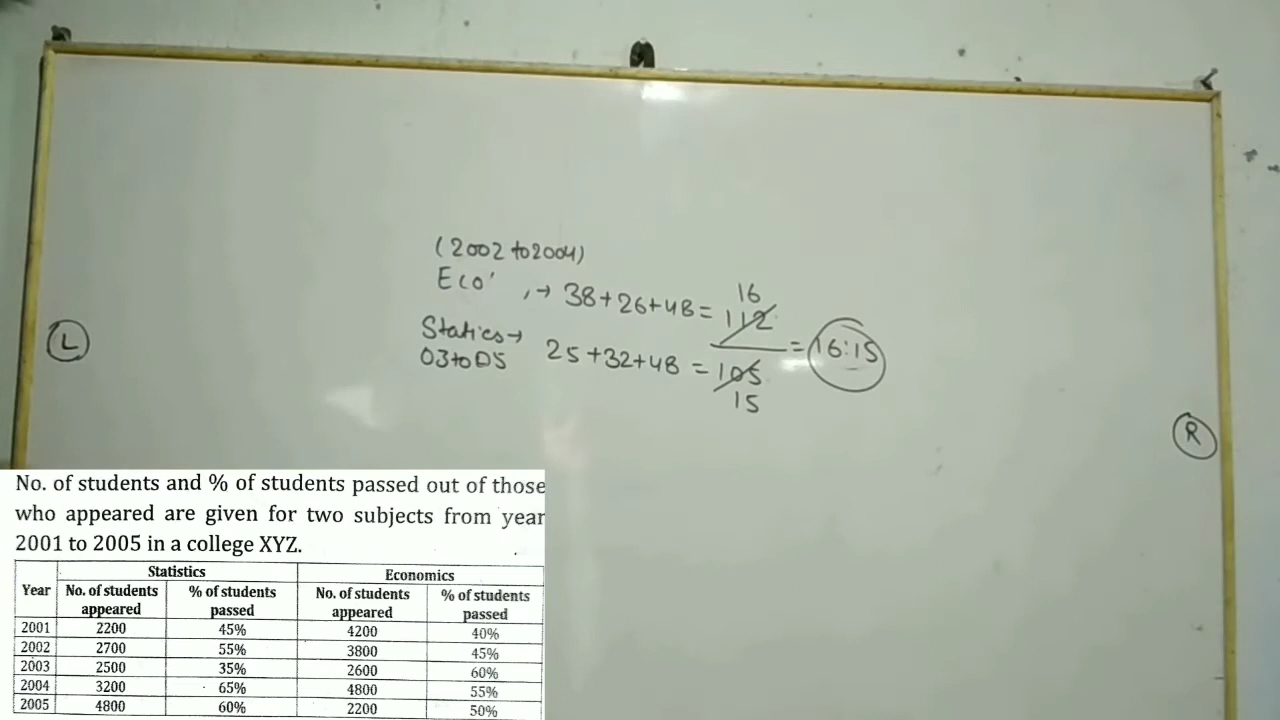 (2002 to 2004)
Eco' , → 38+26+48 = 112 16
Statics →
03 to 05 25+32+48 = 105 15
= 16:15
L
R
No. of students and % of students passed out of those
who appeared are given for two subjects from year
2001 to 2005 in a college XYZ.
Year Statistics Economics
No. of students appeared % of students passed No. of students appeared % of students passed
2001 2200 45% 4200 40%
2002 2700 55% 3800 45%
2003 2500 35% 2600 60%
2004 3200 65% 4800 55%
2005 4800 60% 2200 50%